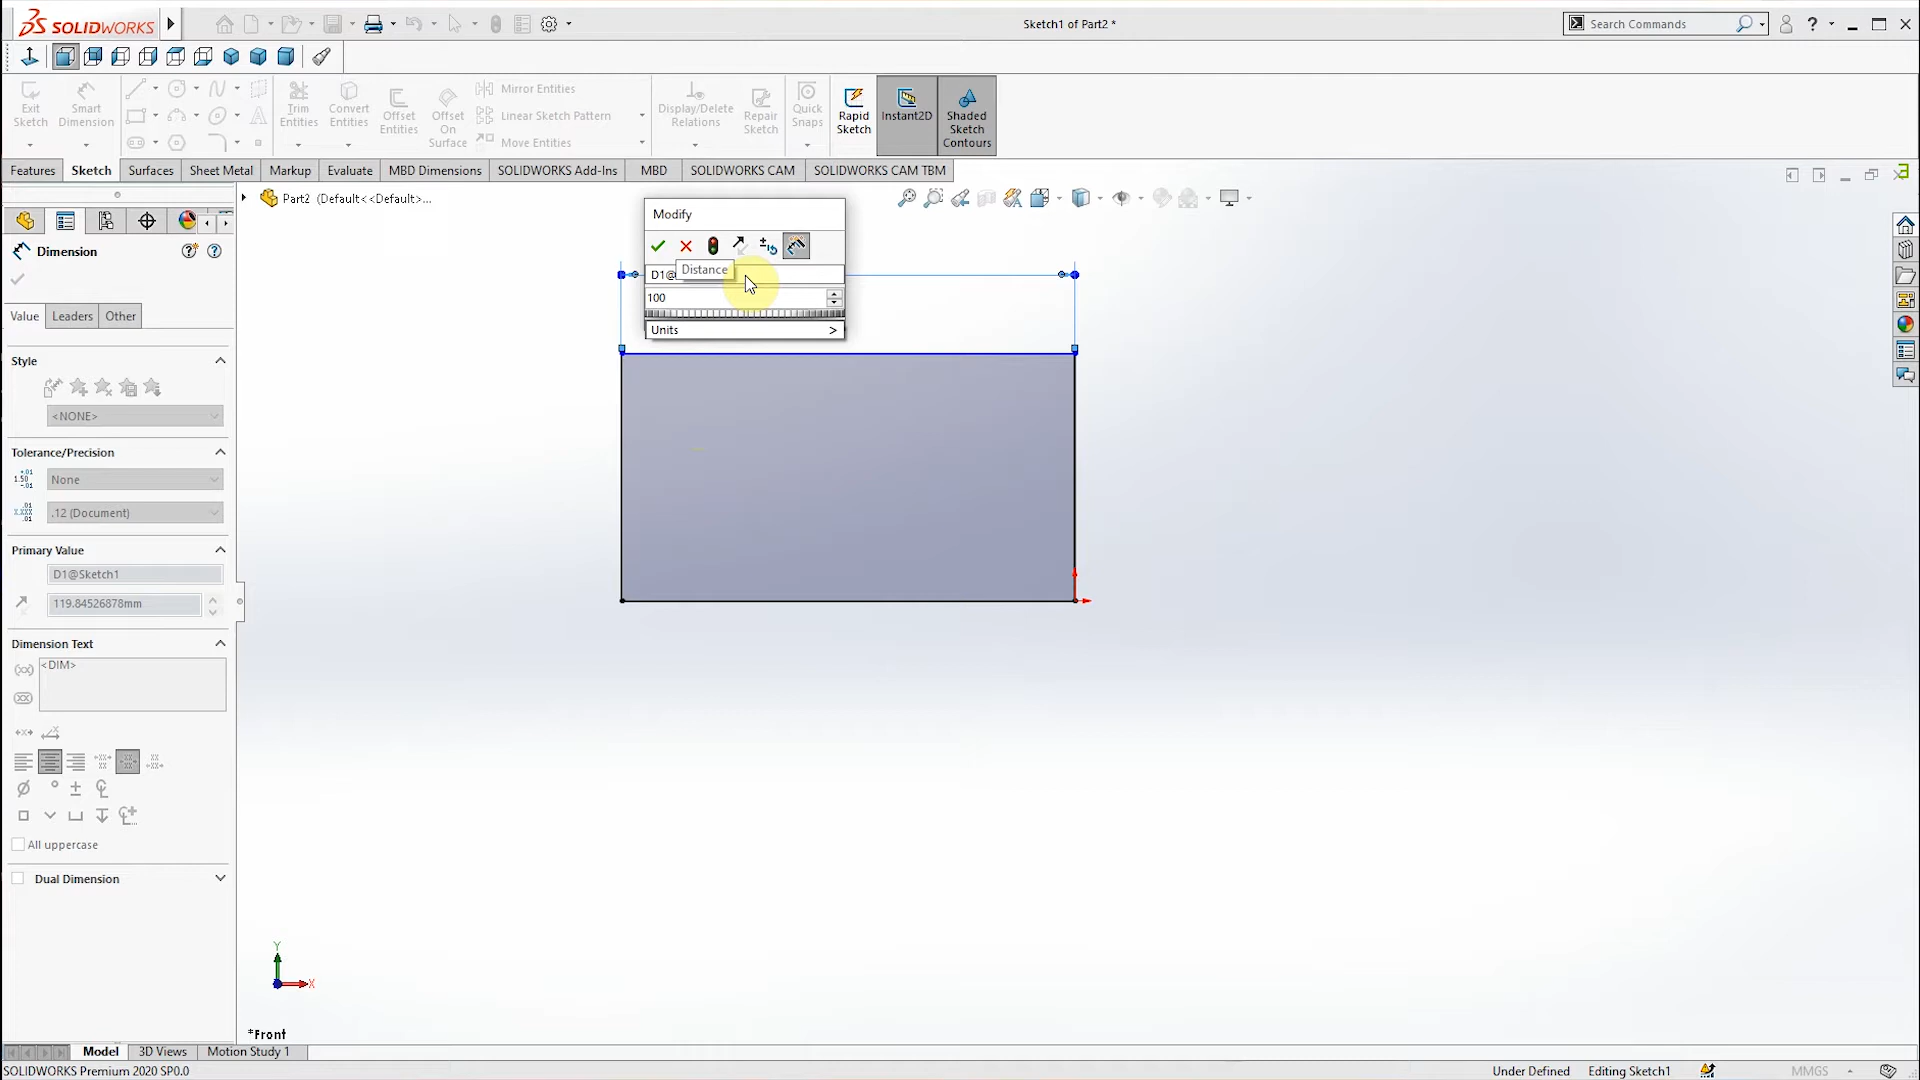 SOLIDWORKS
Sketch1 of Part2 *
Search Commands
Exit Sketch
Smart Dimension
Trim Entities
Convert Entities
Offset Entities
Offset On Surface
Mirror Entities
Linear Sketch Pattern
Move Entities
Display/Delete Relations
Repair Sketch
Quick Snaps
Rapid Sketch
Instant2D
Shaded Sketch Contours
Features
Sketch
Surfaces
Sheet Metal
Markup
Evaluate
MBD Dimensions
SOLIDWORKS Add-Ins
MBD
SOLIDWORKS CAM
SOLIDWORKS CAM TBM
Part2 (Default<<Default>...
Modify
D1@
Distance
100
Units >
Dimension
Value
Leaders
Other
Style
<NONE>
Tolerance/Precision
None
.12 (Document)
Primary Value
D1@Sketch1
119.84526878mm
Dimension Text
<DIM>
All uppercase
Dual Dimension
Y
X
*Front
Model
3D Views
Motion Study 1
SOLIDWORKS Premium 2020 SP0.0
Under Defined
Editing Sketch1
MMGS